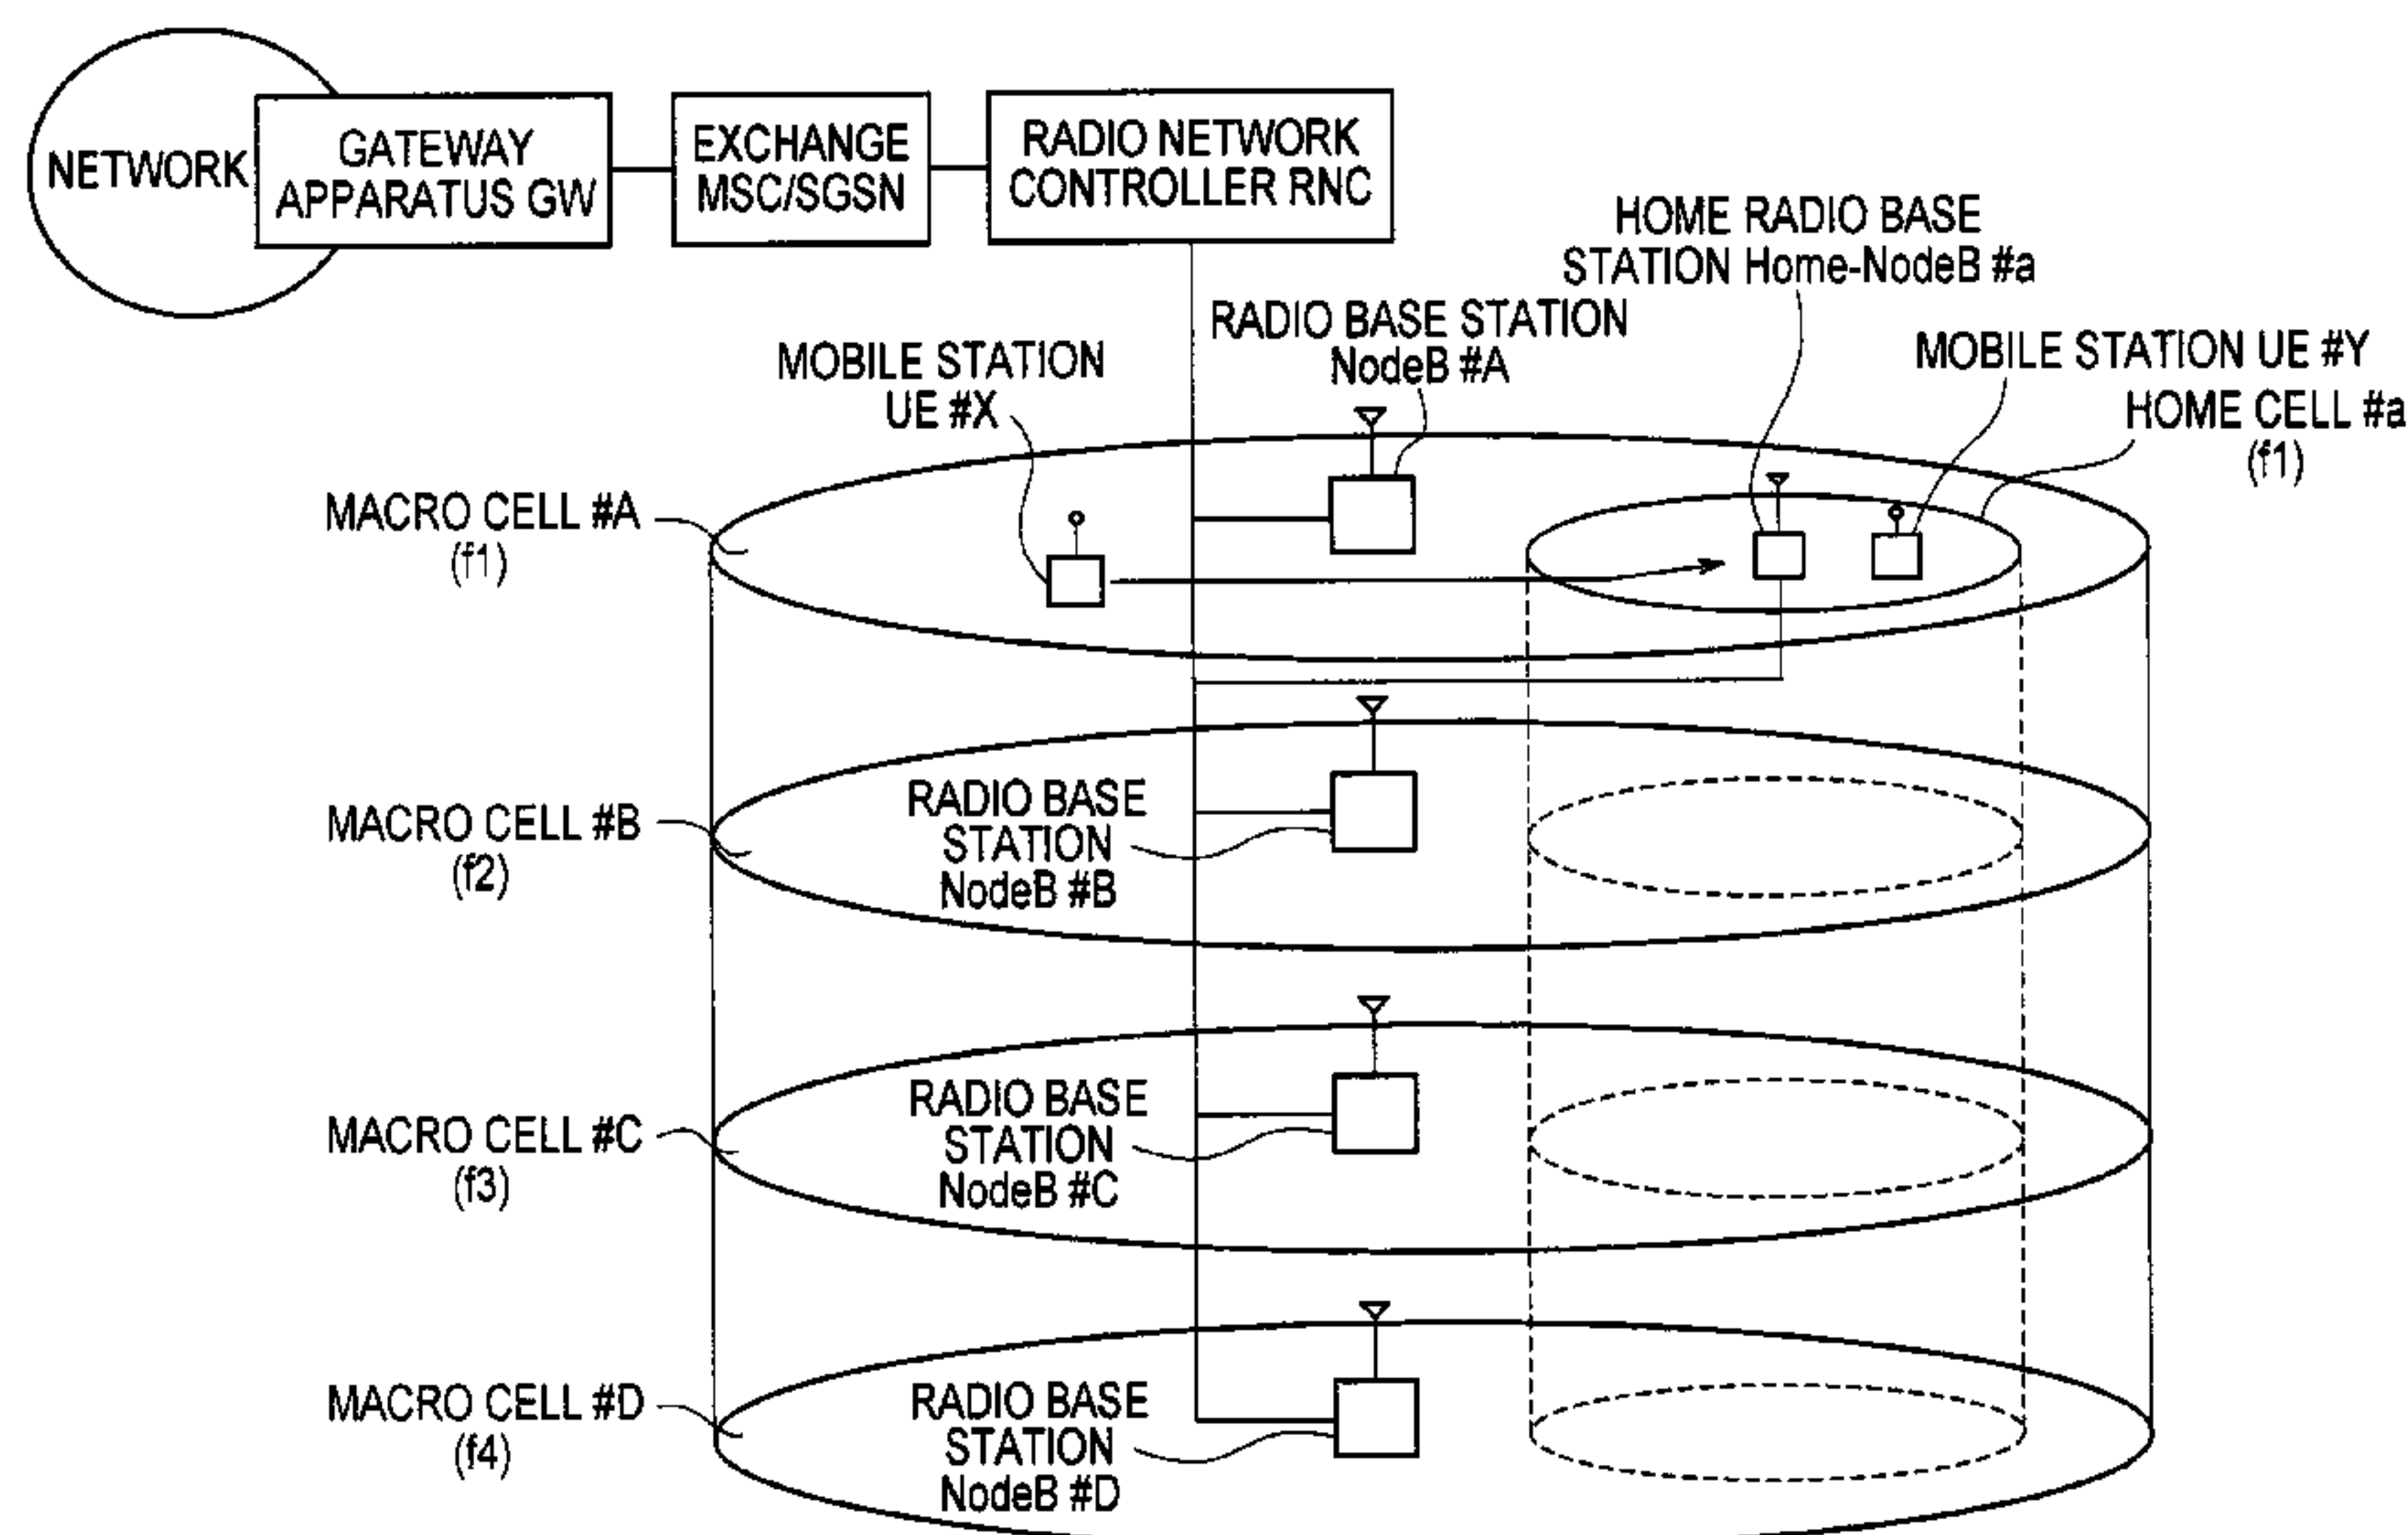 NETWORK
GATEWAY
APPARATUS GW
EXCHANGE
MSC/SGSN
RADIO NETWORK
CONTROLLER RNC
HOME RADIO BASE
STATION Home-NodeB #a
RADIO BASE STATION
NodeB #A
MOBILE STATION
UE #X
MOBILE STATION UE #Y
HOME CELL #a
(f1)
MACRO CELL #A
(f1)
MACRO CELL #B
(f2)
RADIO BASE
STATION
NodeB #B
MACRO CELL #C
(f3)
RADIO BASE
STATION
NodeB #C
MACRO CELL #D
(f4)
RADIO BASE
STATION
NodeB #D